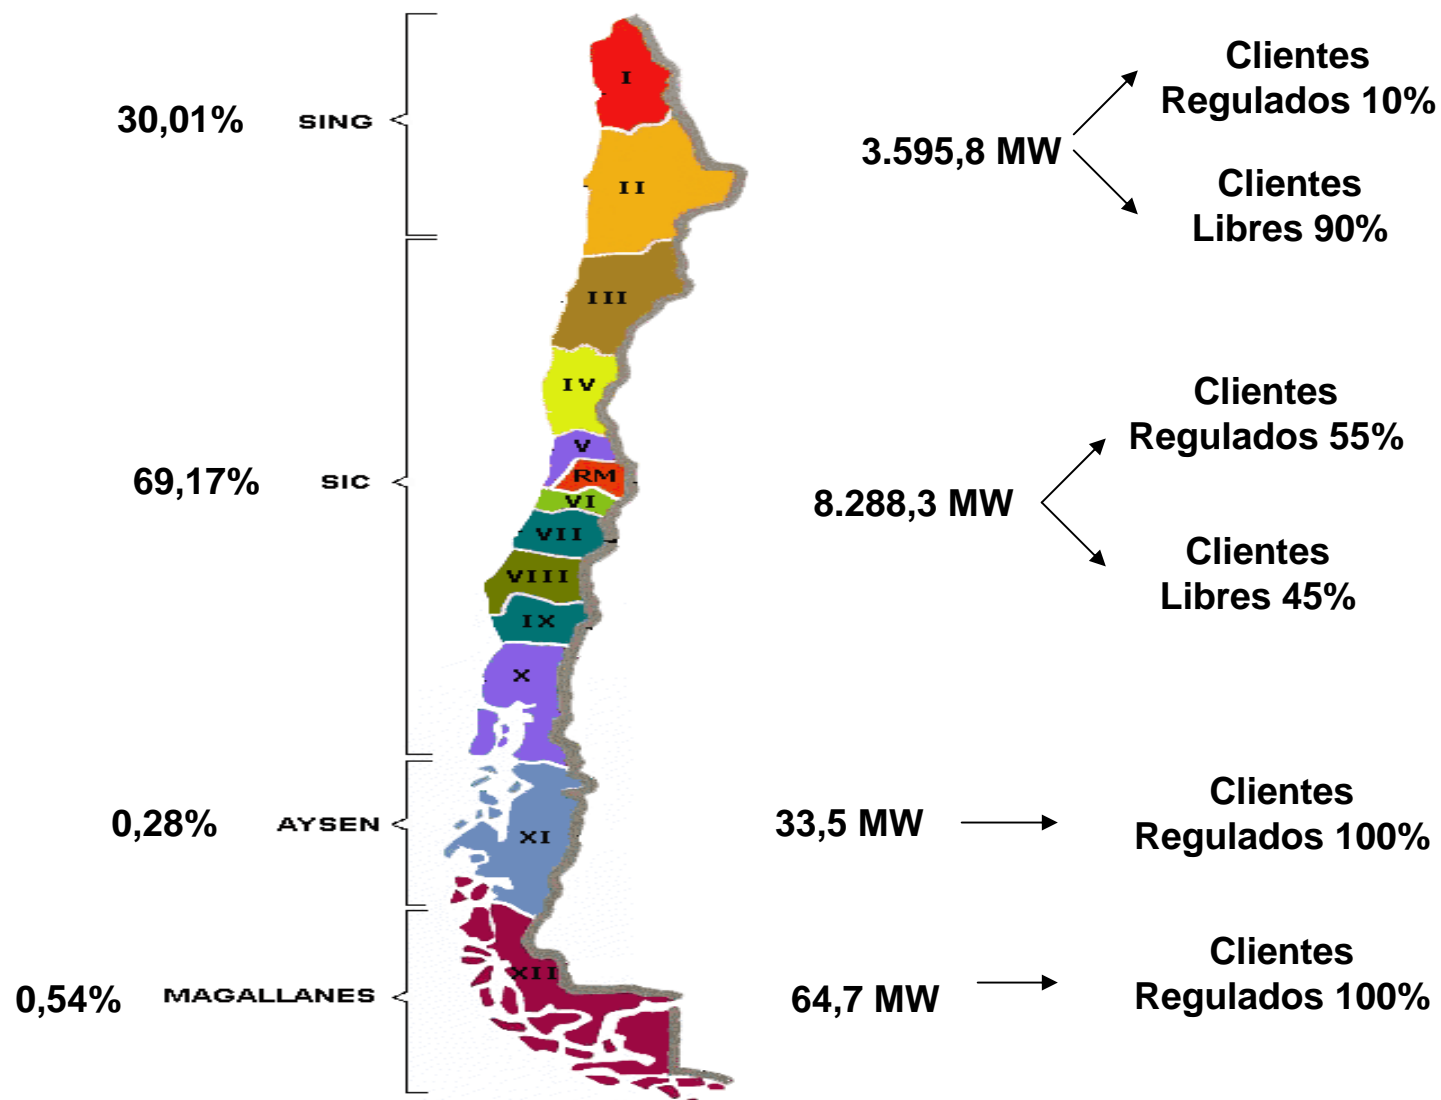 30,01%
SING
I
II
3.595,8 MW
Clientes
Regulados 10%
Clientes
Libres 90%
69,17%
SIC
III
IV
V
RM
VI
VII
VIII
IX
X
8.288,3 MW
Clientes
Regulados 55%
Clientes
Libres 45%
0,28%
AYSEN
XI
33,5 MW
Clientes
Regulados 100%
0,54%
MAGALLANES
XII
64,7 MW
Clientes
Regulados 100%